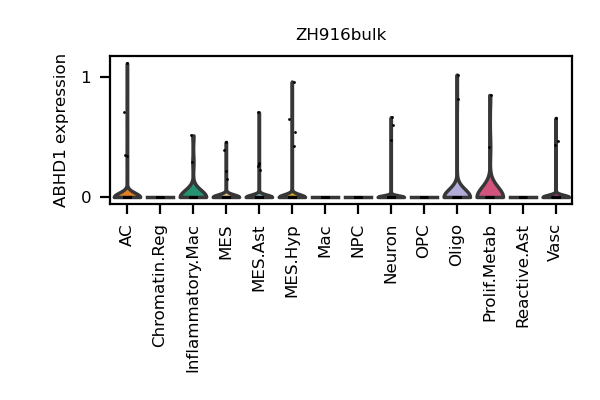 ZH916bulk
ABHD1 expression
1
0
AC
Chromatin.Reg
Inflammatory.Mac
MES
MES.Ast
MES.Hyp
Mac
NPC
Neuron
OPC
Oligo
Prolif.Metab
Reactive.Ast
Vasc